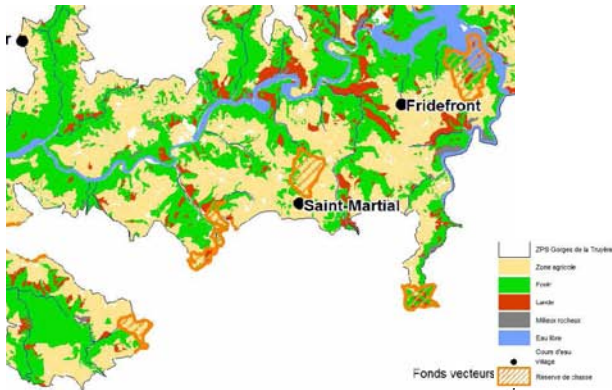 r
Fridefront
Saint-Martial
ZPS Gorges de la Truyère
Zone agricole
Forêt
Lande
Milieux rocheux
Eau libre
Cours d'eau
Village
Fonds vecteurs
Réserve de chasse